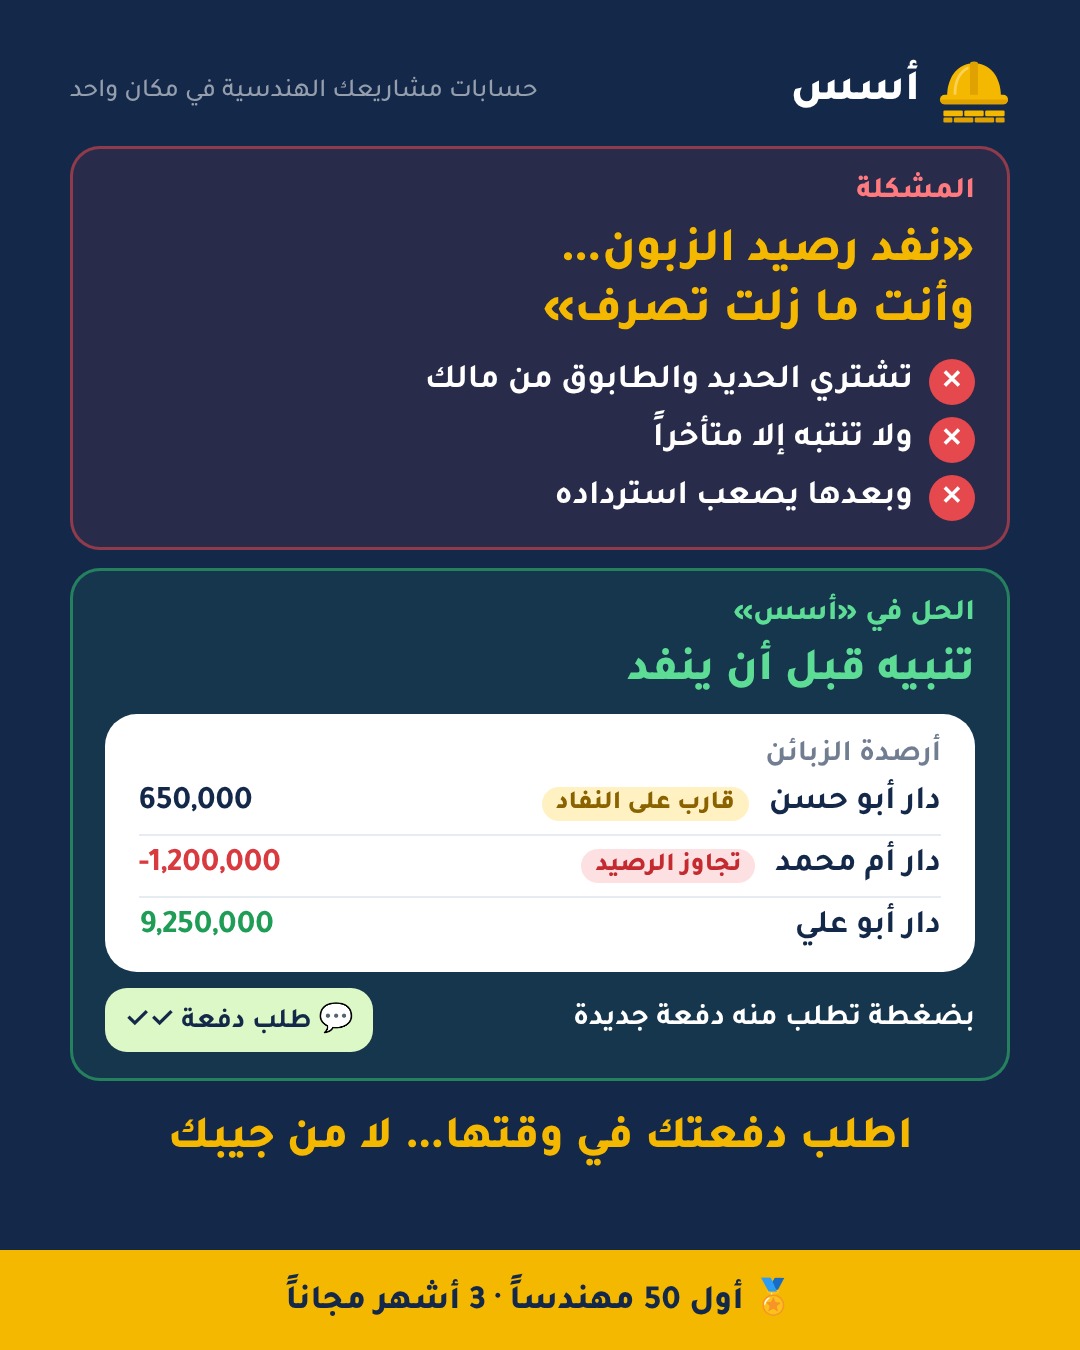 أسس
حسابات مشاريعك الهندسية في مكان واحد
المشكلة
«نفد رصيد الزبون...
وأنت ما زلت تصرف»
تشتري الحديد والطابوق من مالك
ولا تنتبه إلا متأخراً
وبعدها يصعب استرداده
الحل في «أسس»
تنبيه قبل أن ينفد
أرصدة الزبائن
دار أبو حسن قارب على النفاد 650,000
دار أم محمد تجاوز الرصيد -1,200,000
دار أبو علي 9,250,000
بضغطة تطلب منه دفعة جديدة
💬 طلب دفعة ✓✓
اطلب دفعتك في وقتها... لا من جيبك
🏅 أول 50 مهندساً · 3 أشهر مجاناً